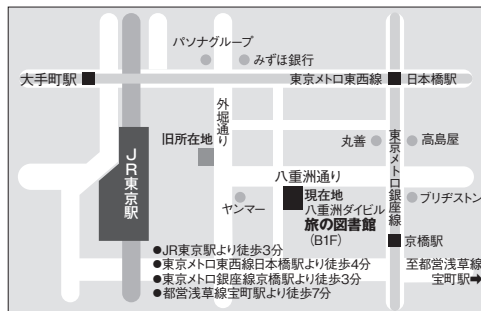 パソナグループ
みずほ銀行
大手町駅
東京メトロ東西線
日本橋駅
外堀通り
旧所在地
丸善
東京メトロ銀座線
高島屋
JR東京駅
八重洲通り
ヤンマー
現在地
八重洲ダイビル
旅の図書館
(B1F)
ブリヂストン
京橋駅
●JR東京駅より徒歩3分
●東京メトロ東西線日本橋駅より徒歩4分
●東京メトロ銀座線京橋駅より徒歩3分
●都営浅草線宝町駅より徒歩7分
至都営浅草線
宝町駅➡